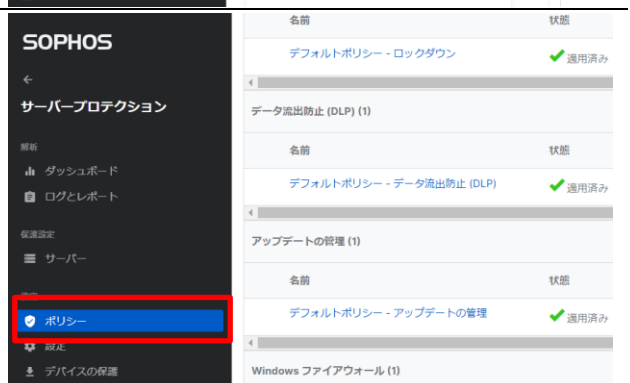 SOPHOS
←
サーバープロテクション
解析
ダッシュボード
ログとレポート
保護設定
サーバー
ポリシー
設定
デバイスの保護
名前 状態
デフォルトポリシー - ロックダウン 適用済み
データ流出防止 (DLP) (1)
名前 状態
デフォルトポリシー - データ流出防止 (DLP) 適用済み
アップデートの管理 (1)
名前 状態
デフォルトポリシー - アップデートの管理 適用済み
Windows ファイアウォール (1)